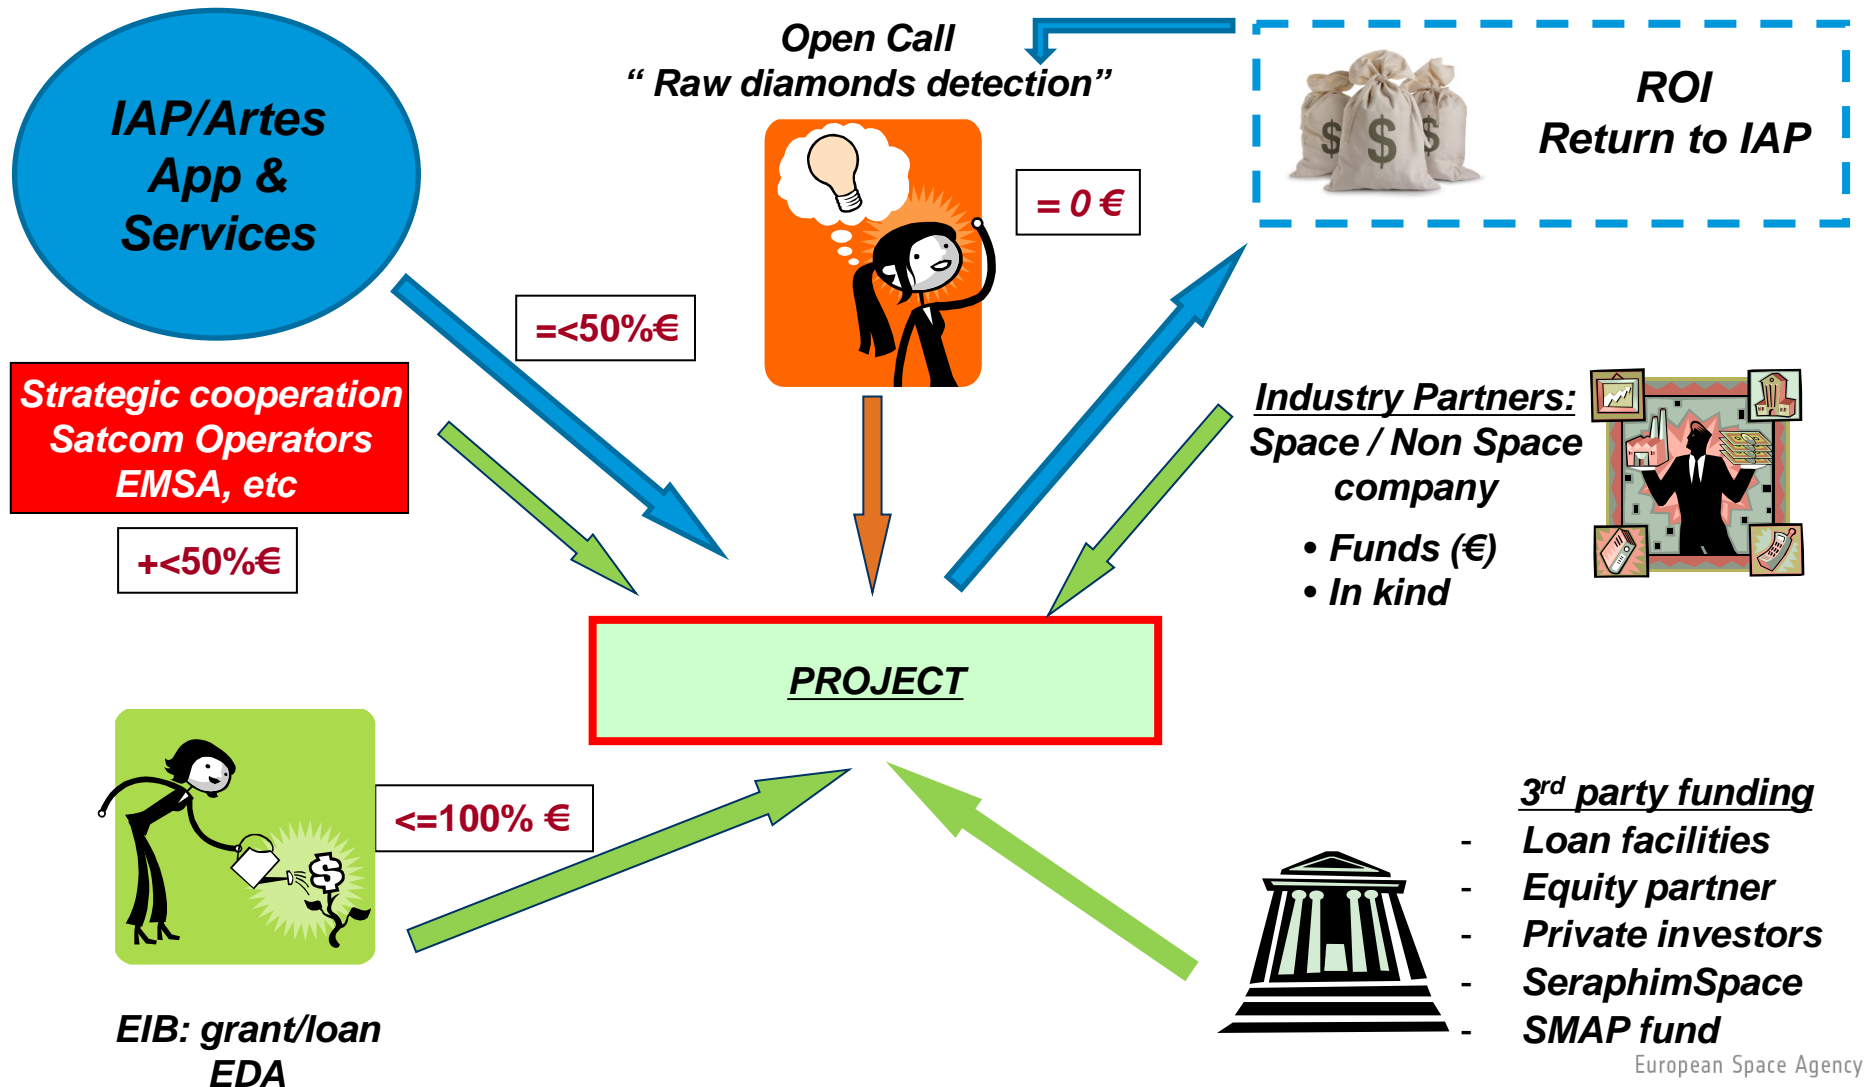 IAP/Artes
App &
Services
Open Call
“ Raw diamonds detection”
= 0 €
$ $ $
ROI
Return to IAP
=<50%€
Strategic cooperation
Satcom Operators
EMSA, etc
+<50%€
Industry Partners:
Space / Non Space
company
• Funds (€)
• In kind
PROJECT
$
<=100% €
EIB: grant/loan
EDA
3rd party funding
- Loan facilities
- Equity partner
- Private investors
- SeraphimSpace
- SMAP fund
European Space Agency